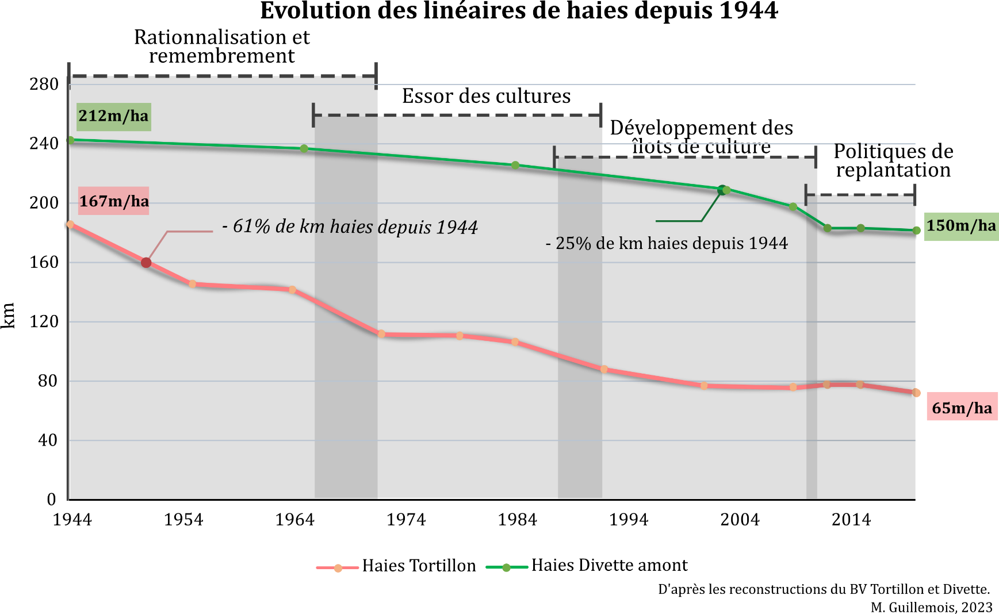 Evolution des linéaires de haies depuis 1944
Rationnalisation et
remembrement
280
Essor des cultures
212m/ha
Développement des
240
îlots de culture
Politiques de
replantation
200
167m/ha
- 61% de km haies depuis 1944
150m/ha
- 25% de km haies depuis 1944
160
km
120
80
65m/ha
40
0
1944 1954 1964 1974 1984 1994 2004 2014
Haies Tortillon Haies Divette amont
D'après les reconstructions du BV Tortillon et Divette.
M. Guillemois, 2023